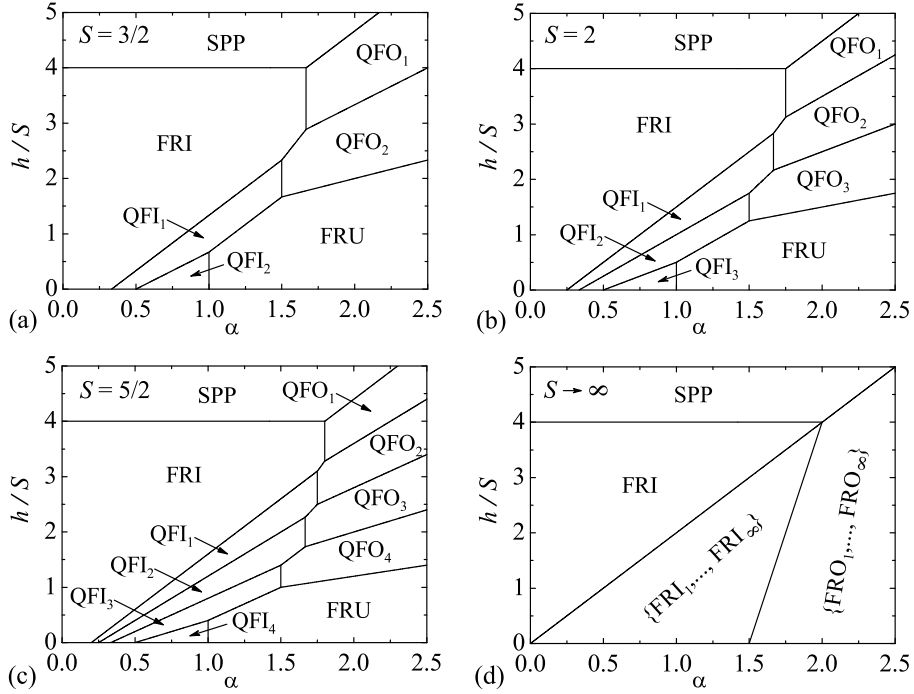 S = 3/2
SPP
QFO1
FRI
QFO2
QFI1
FRU
QFI2
h / S
5
4
3
2
1
0
0.0 0.5 1.0 1.5 2.0 2.5
(a)
α
S = 2
SPP
QFO1
FRI
QFO2
QFI1
QFO3
QFI2
FRU
QFI3
h / S
5
4
3
2
1
0
0.0 0.5 1.0 1.5 2.0 2.5
(b)
α
S = 5/2
SPP
QFO1
QFO2
FRI
QFO3
QFI1
QFO4
QFI2
QFI3
FRU
QFI4
h / S
5
4
3
2
1
0
0.0 0.5 1.0 1.5 2.0 2.5
(c)
α
S → ∞
SPP
FRI
{FRI1,..., FRI∞}
{FRO1,..., FRO∞}
h / S
5
4
3
2
1
0
0.0 0.5 1.0 1.5 2.0 2.5
(d)
α